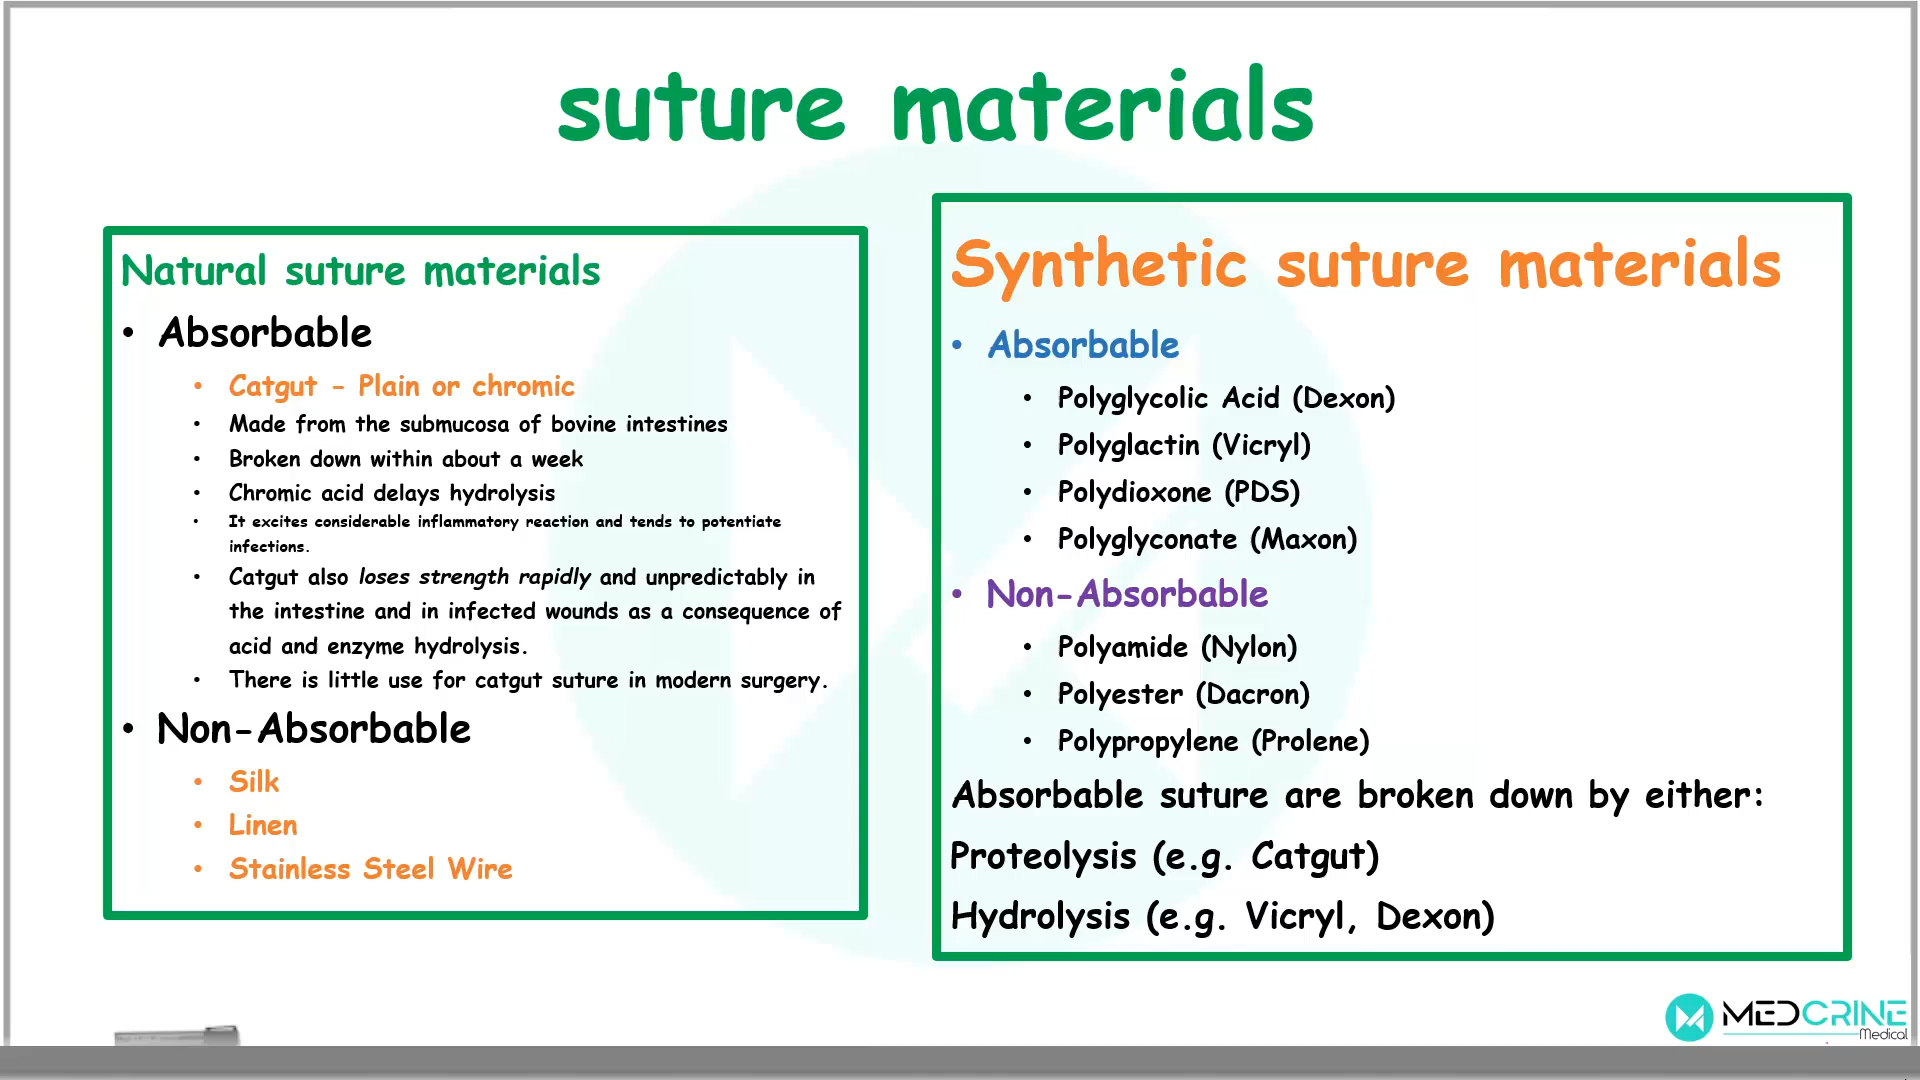 suture materials
Natural suture materials
• Absorbable
• Catgut - Plain or chromic
• Made from the submucosa of bovine intestines
• Broken down within about a week
• Chromic acid delays hydrolysis
• It excites considerable inflammatory reaction and tends to potentiate
infections.
• Catgut also loses strength rapidly and unpredictably in
the intestine and in infected wounds as a consequence of
acid and enzyme hydrolysis.
• There is little use for catgut suture in modern surgery.
• Non-Absorbable
• Silk
• Linen
• Stainless Steel Wire
Synthetic suture materials
• Absorbable
• Polyglycolic Acid (Dexon)
• Polyglactin (Vicryl)
• Polydioxone (PDS)
• Polyglyconate (Maxon)
• Non-Absorbable
• Polyamide (Nylon)
• Polyester (Dacron)
• Polypropylene (Prolene)
Absorbable suture are broken down by either:
Proteolysis (e.g. Catgut)
Hydrolysis (e.g. Vicryl, Dexon)
MEDCRINE
Medical